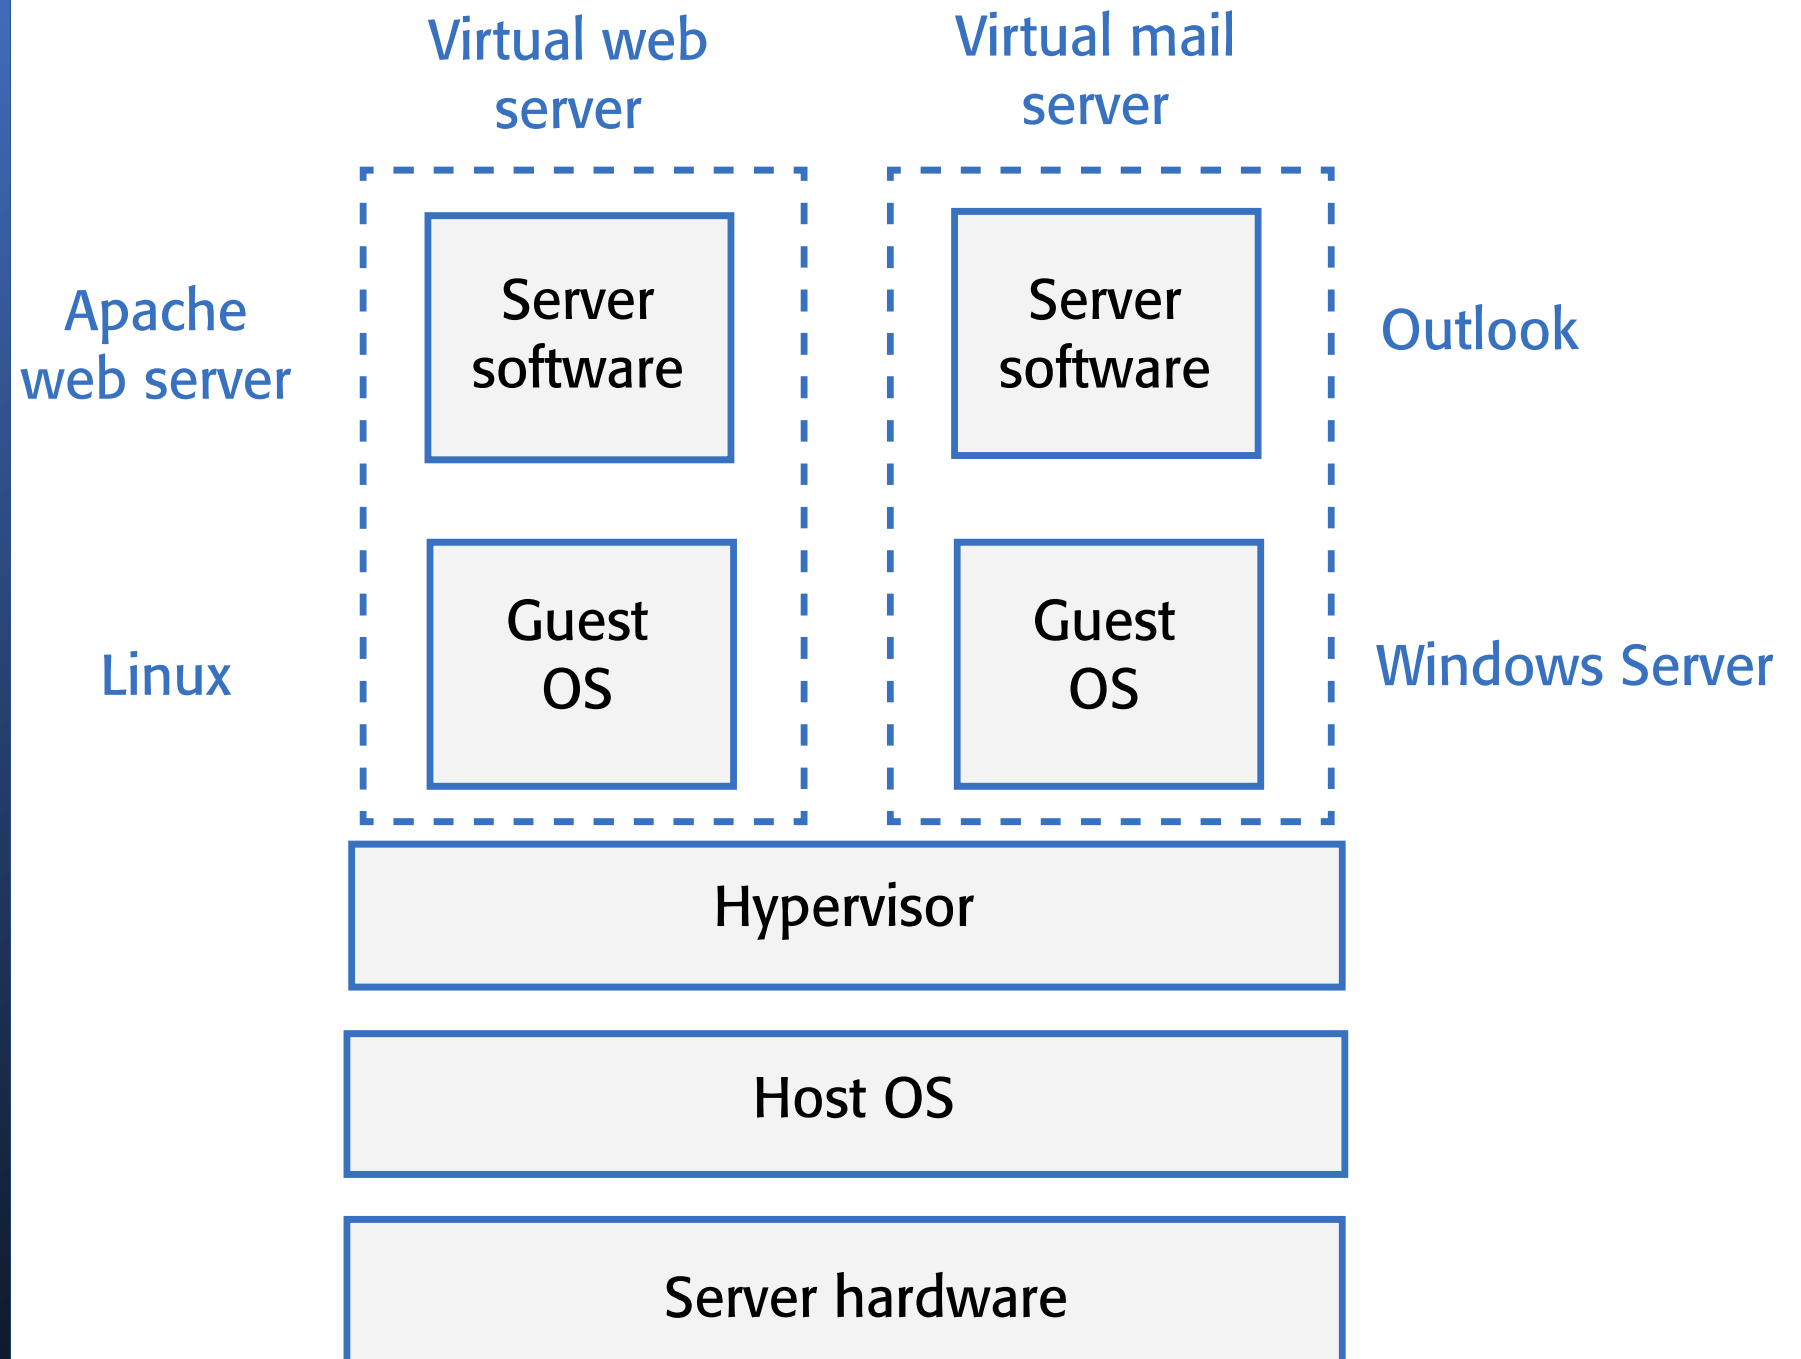 Virtual web
server
Virtual mail
server
Apache
web server
Server
software
Server
software
Outlook
Linux
Guest
OS
Guest
OS
Windows Server
Hypervisor
Host OS
Server hardware